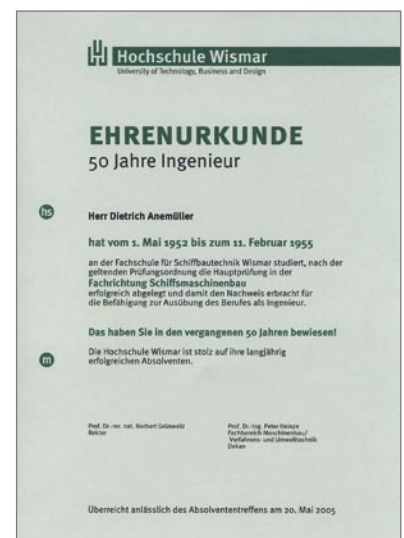 Hochschule Wismar
University of Technology, Business and Design
EHRENURKUNDE
50 Jahre Ingenieur
hs
Herr Dietrich Anemüller
hat vom 1. Mai 1952 bis zum 11. Februar 1955
an der Fachschule für Schiffbautechnik Wismar studiert, nach der
geltenden Prüfungsordnung die Hauptprüfung in der
Fachrichtung Schiffsmaschinenbau
erfolgreich abgelegt und damit den Nachweis erbracht für
die Befähigung zur Ausübung des Berufes als Ingenieur.
Das haben Sie in den vergangenen 50 Jahren bewiesen!
m
Die Hochschule Wismar ist stolz auf ihre langjährig
erfolgreichen Absolventen.
Prof. Dr. rer. nat. Norbert Grünwald
Rektor
Prof. Dr.-Ing. Peter
Fachbereich Maschinenbau/
Verfahrens- und Umwelttechnik
Dekan
Überreicht anlässlich des Absolvententreffens am 20. Mai 2005